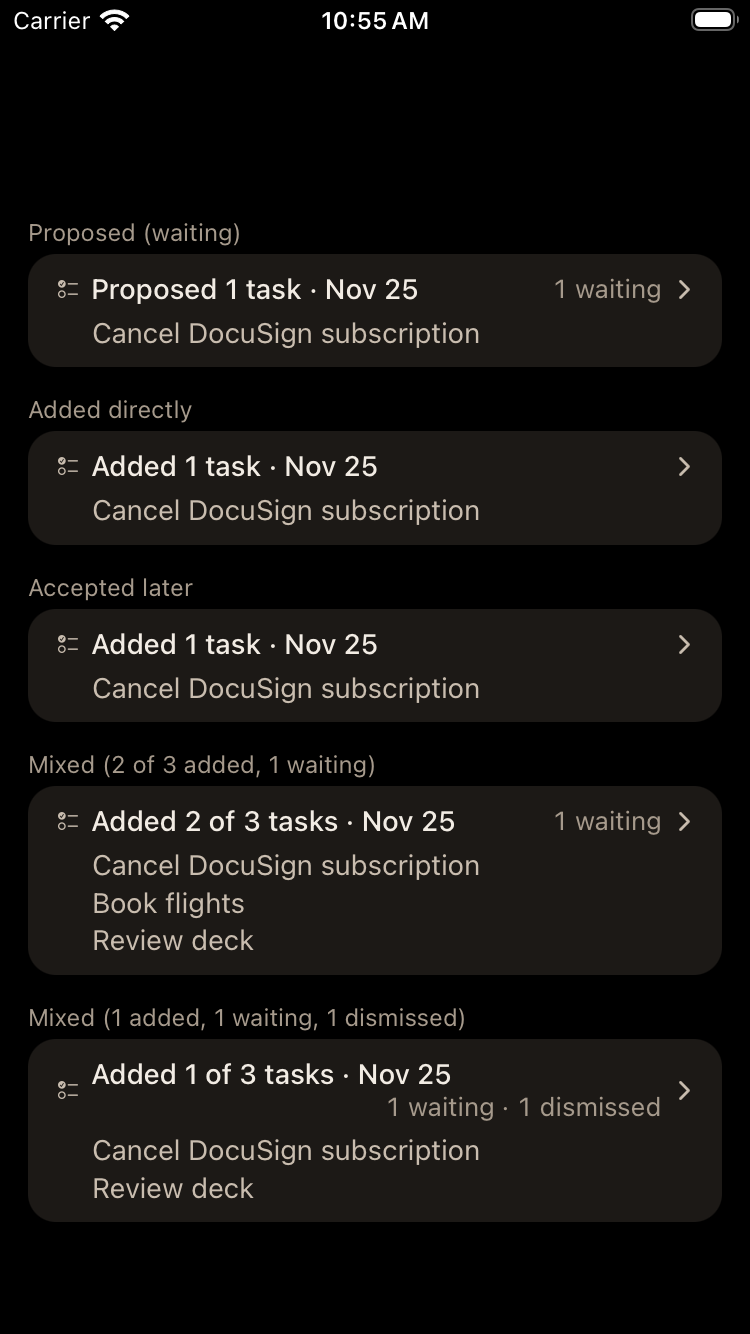 Carrier 10:55 AM
Proposed (waiting)
Proposed 1 task · Nov 25 1 waiting
Cancel DocuSign subscription
Added directly
Added 1 task · Nov 25
Cancel DocuSign subscription
Accepted later
Added 1 task · Nov 25
Cancel DocuSign subscription
Mixed (2 of 3 added, 1 waiting)
Added 2 of 3 tasks · Nov 25 1 waiting
Cancel DocuSign subscription
Book flights
Review deck
Mixed (1 added, 1 waiting, 1 dismissed)
Added 1 of 3 tasks · Nov 25
1 waiting · 1 dismissed
Cancel DocuSign subscription
Review deck